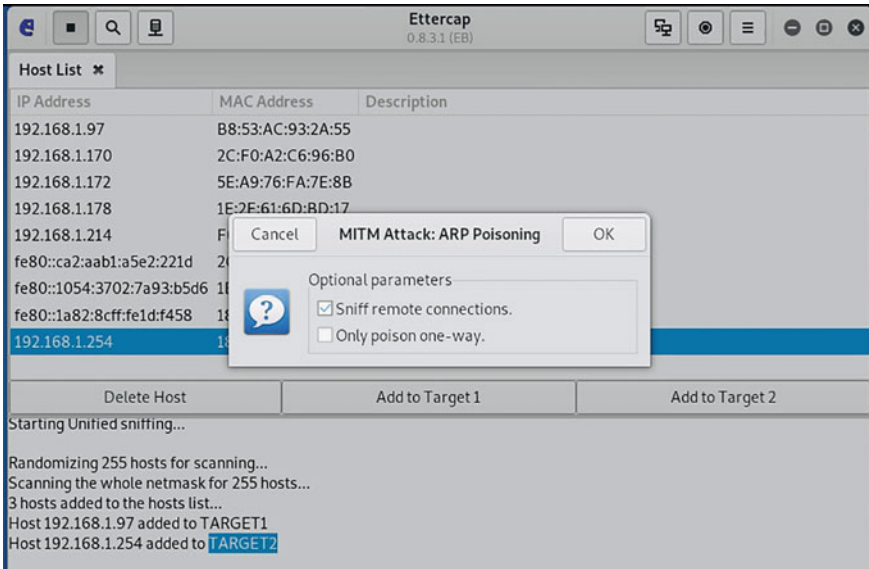 Ettercap
0.8.3.1 (EB)
Host List
IP Address MAC Address Description
192.168.1.97 B8:53:AC:93:2A:55
192.168.1.170 2C:F0:A2:C6:96:B0
192.168.1.172 5E:A9:76:FA:7E:8B
192.168.1.178 1E:2E:61:6D:BD:17
192.168.1.214
fe80::ca2:aab1:a5e2:221d
fe80::1054:3702:7a93:b5d6
fe80::1a82:8cff:fe1d:f458
192.168.1.254
Cancel MITM Attack: ARP Poisoning OK
Optional parameters
Sniff remote connections.
Only poison one-way.
Delete Host Add to Target 1 Add to Target 2
Starting Unified sniffing...
Randomizing 255 hosts for scanning...
Scanning the whole netmask for 255 hosts...
3 hosts added to the hosts list...
Host 192.168.1.97 added to TARGET1
Host 192.168.1.254 added to TARGET2